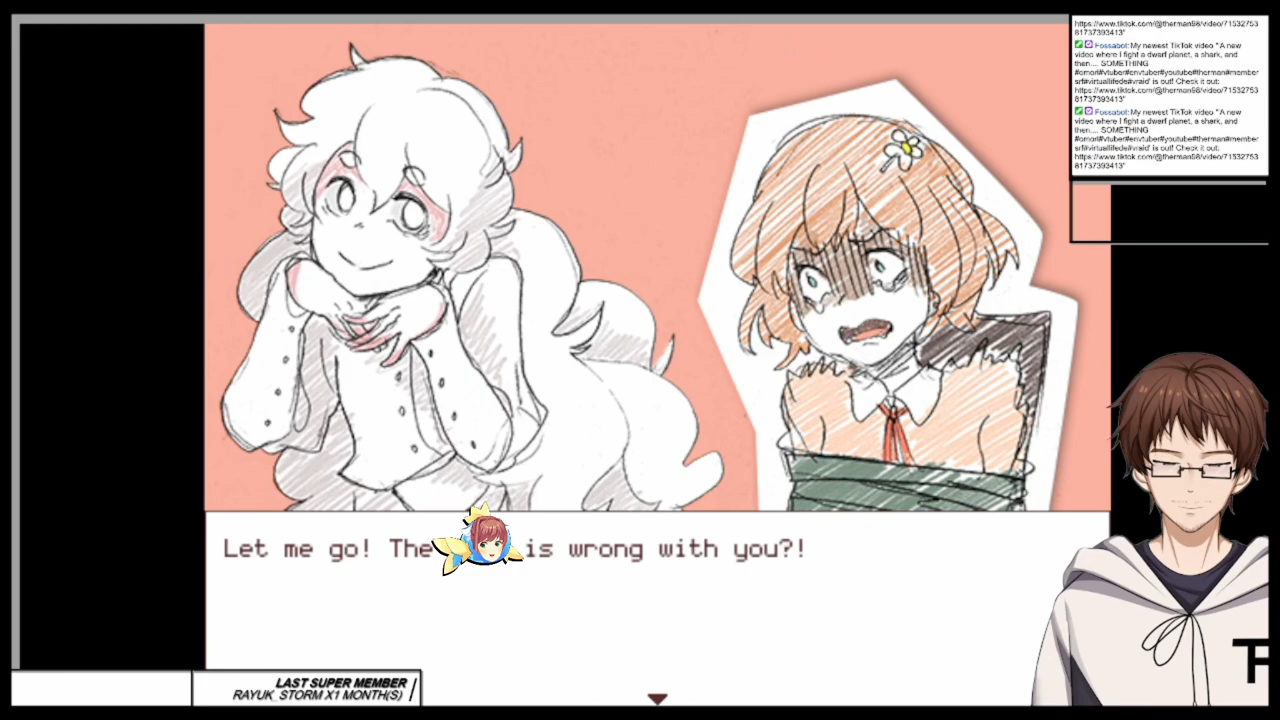 https://www.tiktok.com/@therman98/video/71532753
81737393413"
Fossabot: My newest TikTok video "A new
video where I fight a dwarf planet, a shark, and
then.... SOMETHING
#omori#vtuber#envtuber#youtube#therman#member
srf#virtuallifede#vraid' is out! Check it out:
https://www.tiktok.com/@therman98/video/71532753
81737393413"
Fossabot: My newest TikTok video "A new
video where I fight a dwarf planet, a shark, and
then.... SOMETHING
#omori#vtuber#envtuber#youtube#therman#member
srf#virtuallifede#vraid' is out! Check it out:
https://www.tiktok.com/@therman98/video/71532753
81737393413"
Let me go! The is wrong with you?!
LAST SUPER MEMBER
RAYUK_STORM X1 MONTH(S)